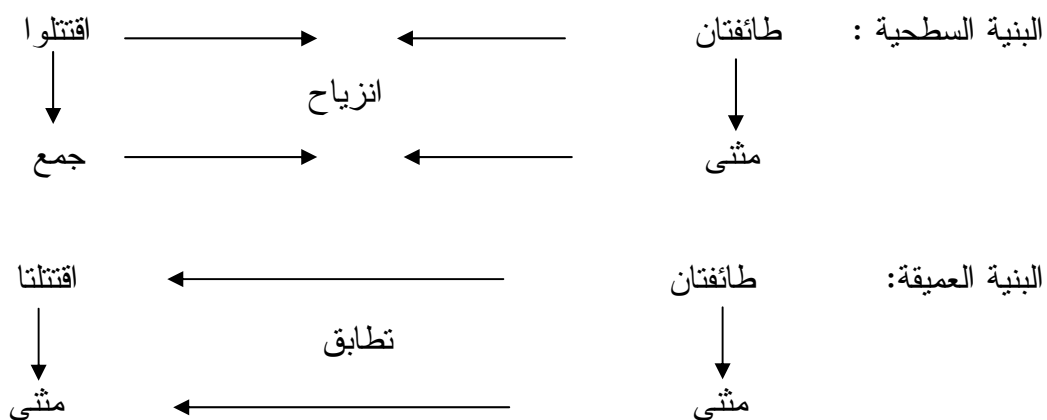 البنية السطحية : طائفتان اقتتلوا
انزياح
مثنى جمع
البنية العميقة: طائفتان اقتتلتا
تطابق
مثنى مثنى